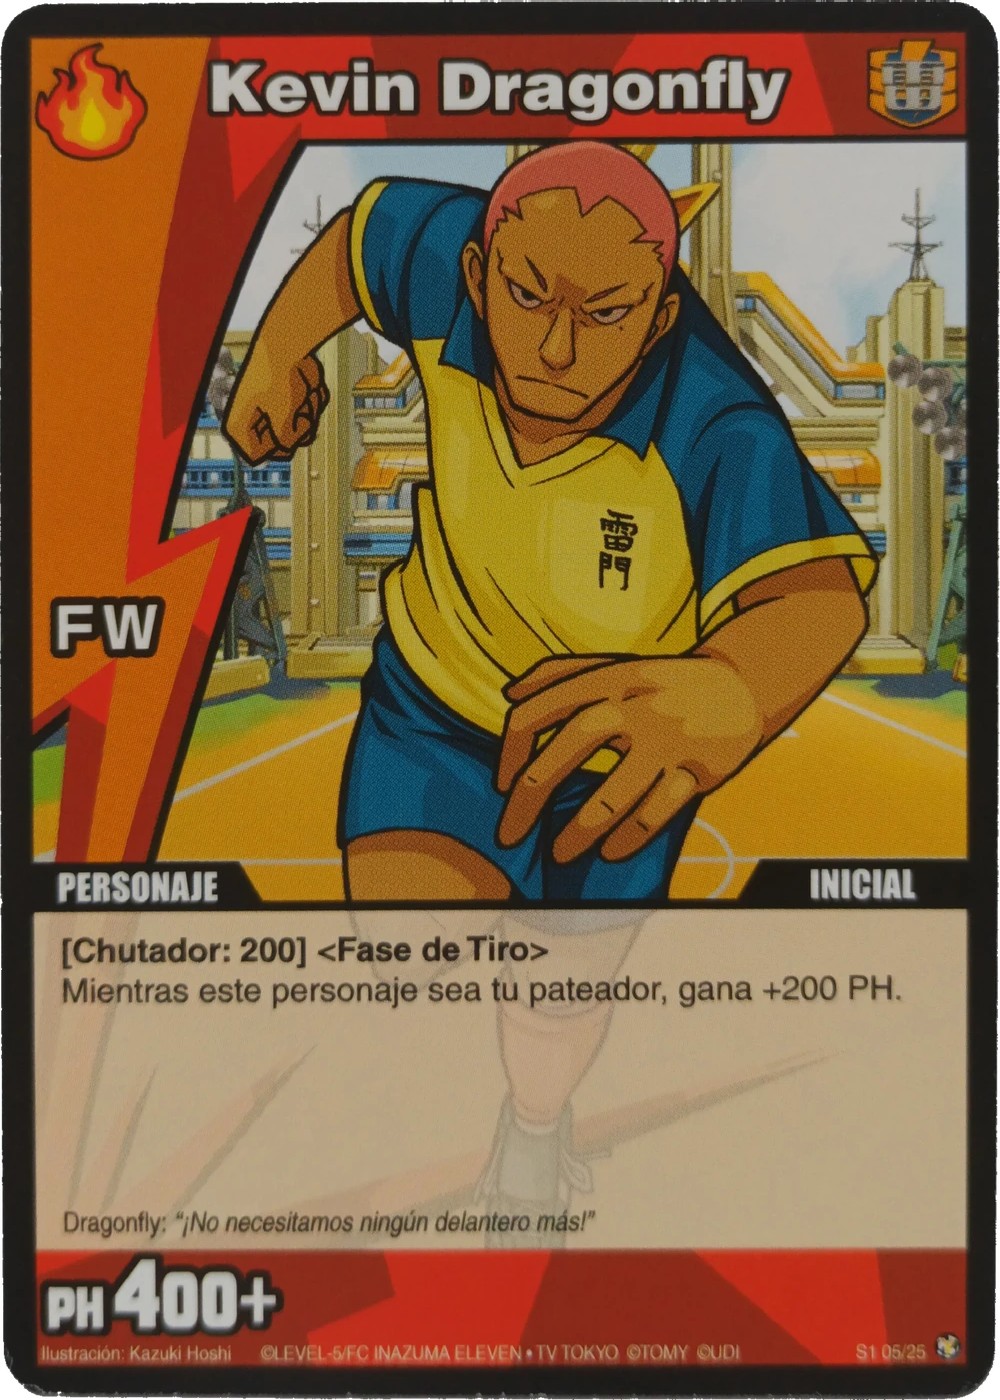 Kevin Dragonfly
雷門
FW
PERSONAJE
INICIAL
[Chutador: 200] <Fase de Tiro>
Mientras este personaje sea tu pateador, gana +200 PH.
Dragonfly: “¡No necesitamos ningún delantero más!”
PH 400+
Ilustración: Kazuki Hoshi ©LEVEL-5/FC INAZUMA ELEVEN • TV TOKYO ©TOMY ©UDI S1 05/25